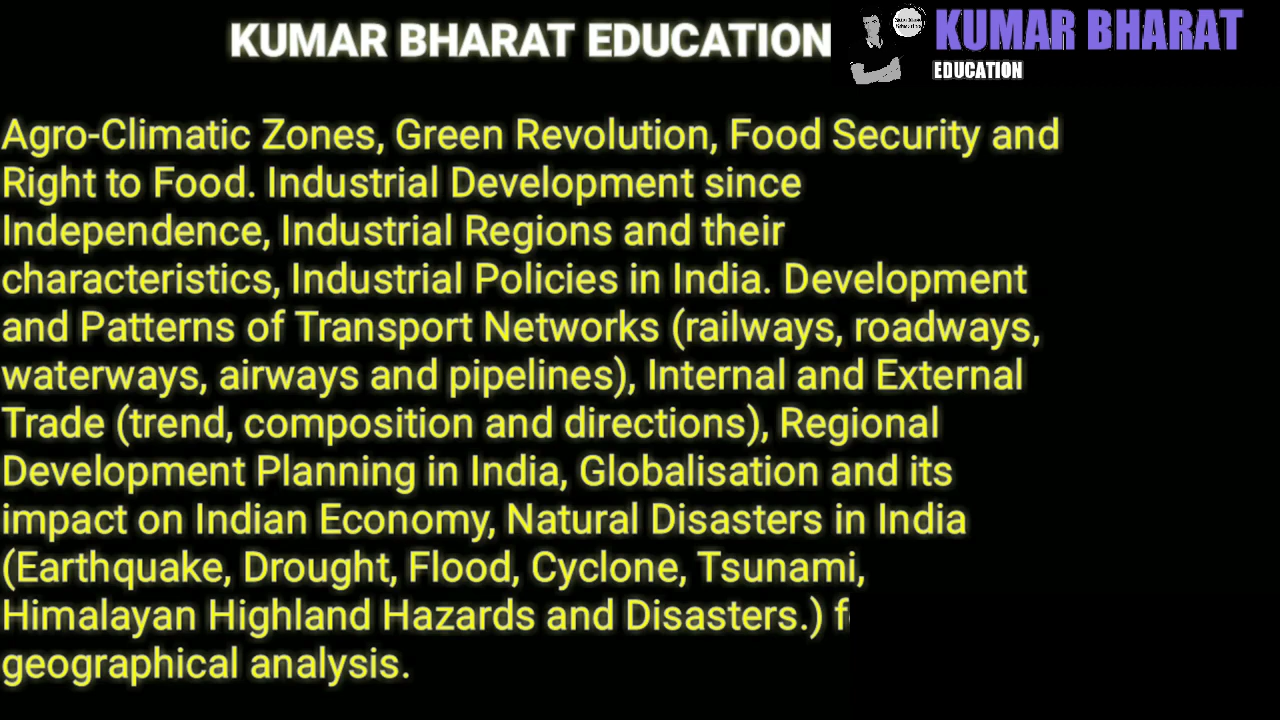 KUMAR BHARAT EDUCATION
KUMAR BHARAT
EDUCATION
Agro-Climatic Zones, Green Revolution, Food Security and
Right to Food. Industrial Development since
Independence, Industrial Regions and their
characteristics, Industrial Policies in India. Development
and Patterns of Transport Networks (railways, roadways,
waterways, airways and pipelines), Internal and External
Trade (trend, composition and directions), Regional
Development Planning in India, Globalisation and its
impact on Indian Economy, Natural Disasters in India
(Earthquake, Drought, Flood, Cyclone, Tsunami,
Himalayan Highland Hazards and Disasters.)
geographical analysis.